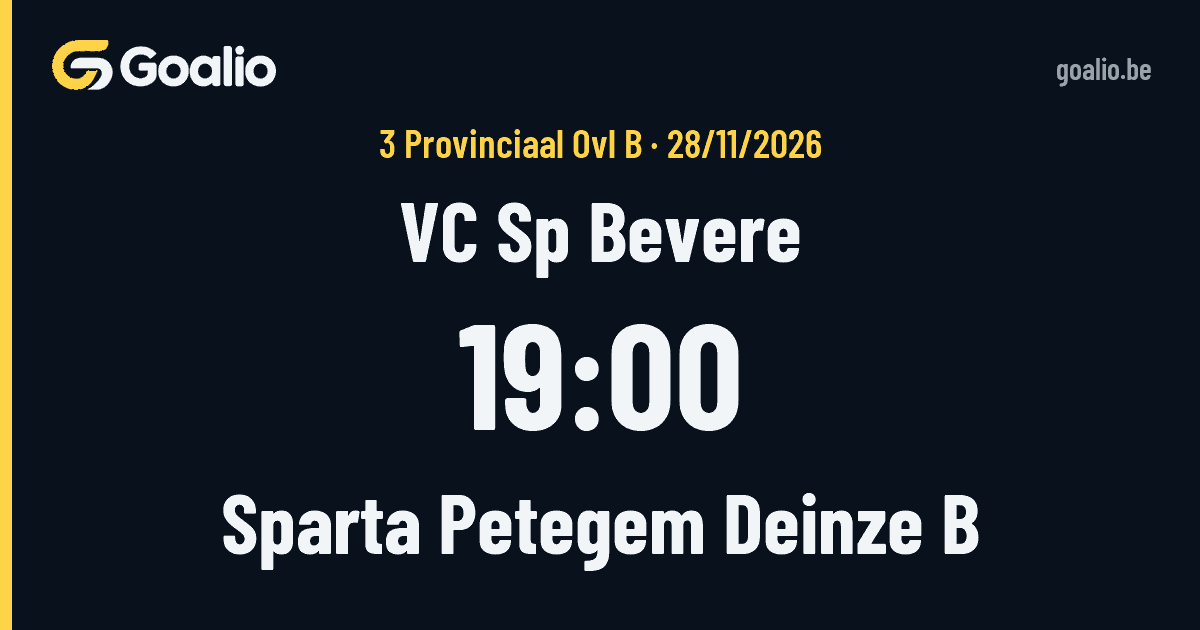 Goalio
goalio.be
3 Provinciaal Ovl B · 28/11/2026
VC Sp Bevere
19:00
Sparta Petegem Deinze B